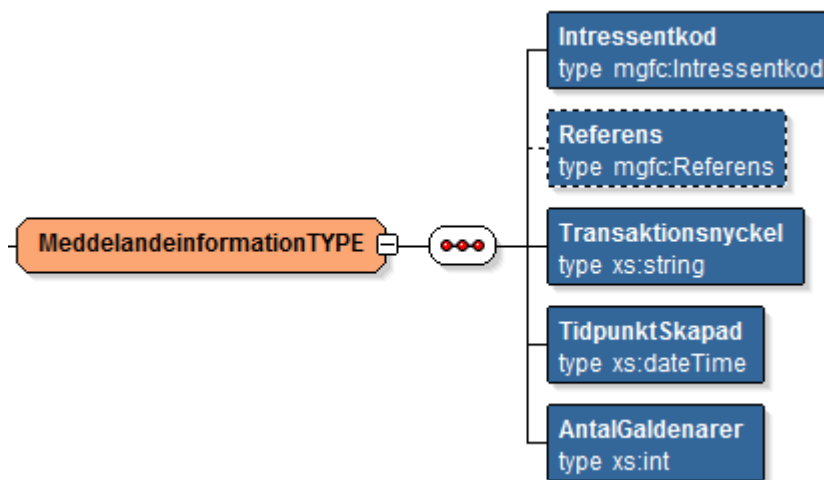 Intressentkod
type mgfc:Intressentkod
Referens
type mgfc:Referens
MeddelandeinformationTYPE
Transaktionsnyckel
type xs:string
TidpunktSkapad
type xs:dateTime
AntalGaldenarer
type xs:int